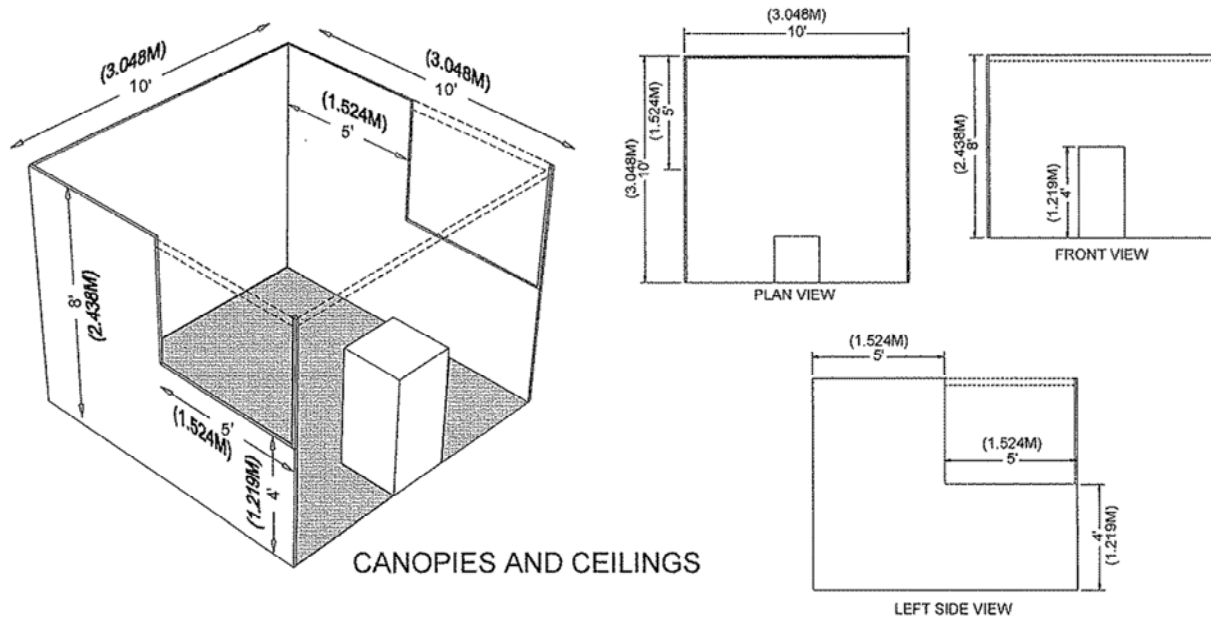 (3.048M)
10'
(3.048M)
10'
(1.524M)
5'
8'
(2.438M)
5'
(1.524M)
4'
(1.219M)
CANOPIES AND CEILINGS
(3.048M)
10'
(1.524M)
5'
(3.048M)
10'
PLAN VIEW
(2.438M)
8'
(1.219M)
4'
FRONT VIEW
(1.524M)
5'
(1.524M)
5'
4'
(1.219M)
LEFT SIDE VIEW